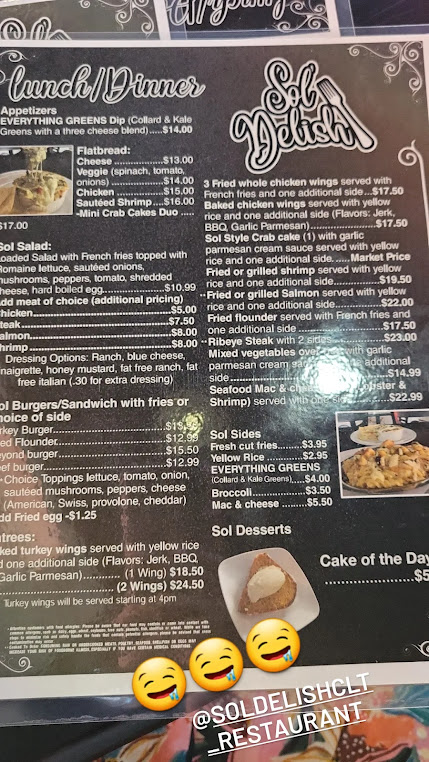 lunch/Dinner
Appetizers
EVERYTHING GREENS Dip (Collard & Kale
Greens with a three cheese blend)....$14.00
Flatbread:
Cheese ...............$13.00
Veggie (spinach, tomato,
onions) ...............$14.00
Chicken ...............$15.00
Sautéed Shrimp....$16.00
-Mini Crab Cakes Duo .....
$17.00
Sol Salad:
Loaded Salad with French fries topped with
Romaine lettuce, sautéed onions,
mushrooms, peppers, tomato, shredded
cheese, hard boiled egg.....................$10.99
Add meat of choice (additional pricing)
Chicken.......................................$5.00
Steak..........................................$7.50
Salmon........................................$8.00
Shrimp........................................$8.00
Dressing Options: Ranch, blue cheese,
vinaigrette, honey mustard, fat free ranch, fat
free italian (.30 for extra dressing)
Sol Burgers/Sandwich with fries or
choice of side
Turkey Burger
Fried Flounder..............................$12.99
Beyond burger..............................$15.50
Beef burger..................................$12.99
Choice Toppings lettuce, tomato, onion,
sautéed mushrooms, peppers, cheese
(American, Swiss, provolone, cheddar)
Add Fried egg -$1.25
Entrees:
Baked turkey wings served with yellow rice
and one additional side (Flavors: Jerk, BBQ,
Garlic Parmesan)............ (1 Wing) $18.50
.............................. (2 Wings) $24.50
Turkey wings will be served starting at 4pm
Sol
Delish
3 Fried whole chicken wings served with
French fries and one additional side...$17.50
Baked chicken wings served with yellow
rice and one additional side (Flavors: Jerk,
BBQ, Garlic Parmesan)........................$17.50
Sol Style Crab cake (1) with garlic
parmesan cream sauce served with yellow
rice and one additional side. .....Market Price
Fried or grilled shrimp served with yellow
rice and one additional side................$19.50
Fried or grilled Salmon served with yellow
rice and one additional side................$22.00
Fried flounder served with French fries and
one additional side .........................$17.50
Ribeye Steak with 2 sides................$23.00
Mixed vegetables over with garlic
parmesan cream additional
side $14.99
Seafood Mac &
Shrimp) served with one $22.99
Sol Sides
Fresh cut fries.......$3.95
Yellow Rice ..........$2.95
EVERYTHING GREENS
(Collard & Kale Greens)....$4.00
Broccoli................$3.50
Mac & cheese .......$5.50
Sol Desserts
Cake of the Day
@SOLDELISHCLT
_RESTAURANT